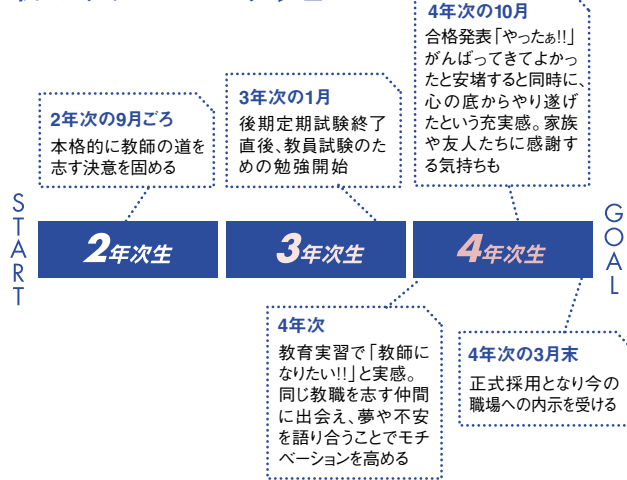 4年次の10月
合格発表「やったぁ!!」
がんばってきてよかっ
たと安堵すると同時に、
心の底からやり遂げ
たという充実感。家族
や友人たちに感謝す
る気持ちも
3年次の1月
後期定期試験終了
直後、教員試験のた
めの勉強開始
2年次の9月ごろ
本格的に教師の道を
志す決意を固める
START
2年次生
3年次生
4年次生
GOAL
4年次
教育実習で「教師に
なりたい!!」と実感。
同じ教職を志す仲間
に出会え、夢や不安
を語り合うことでモチ
ベーションを高める
4年次の3月末
正式採用となり今の
職場への内示を受ける